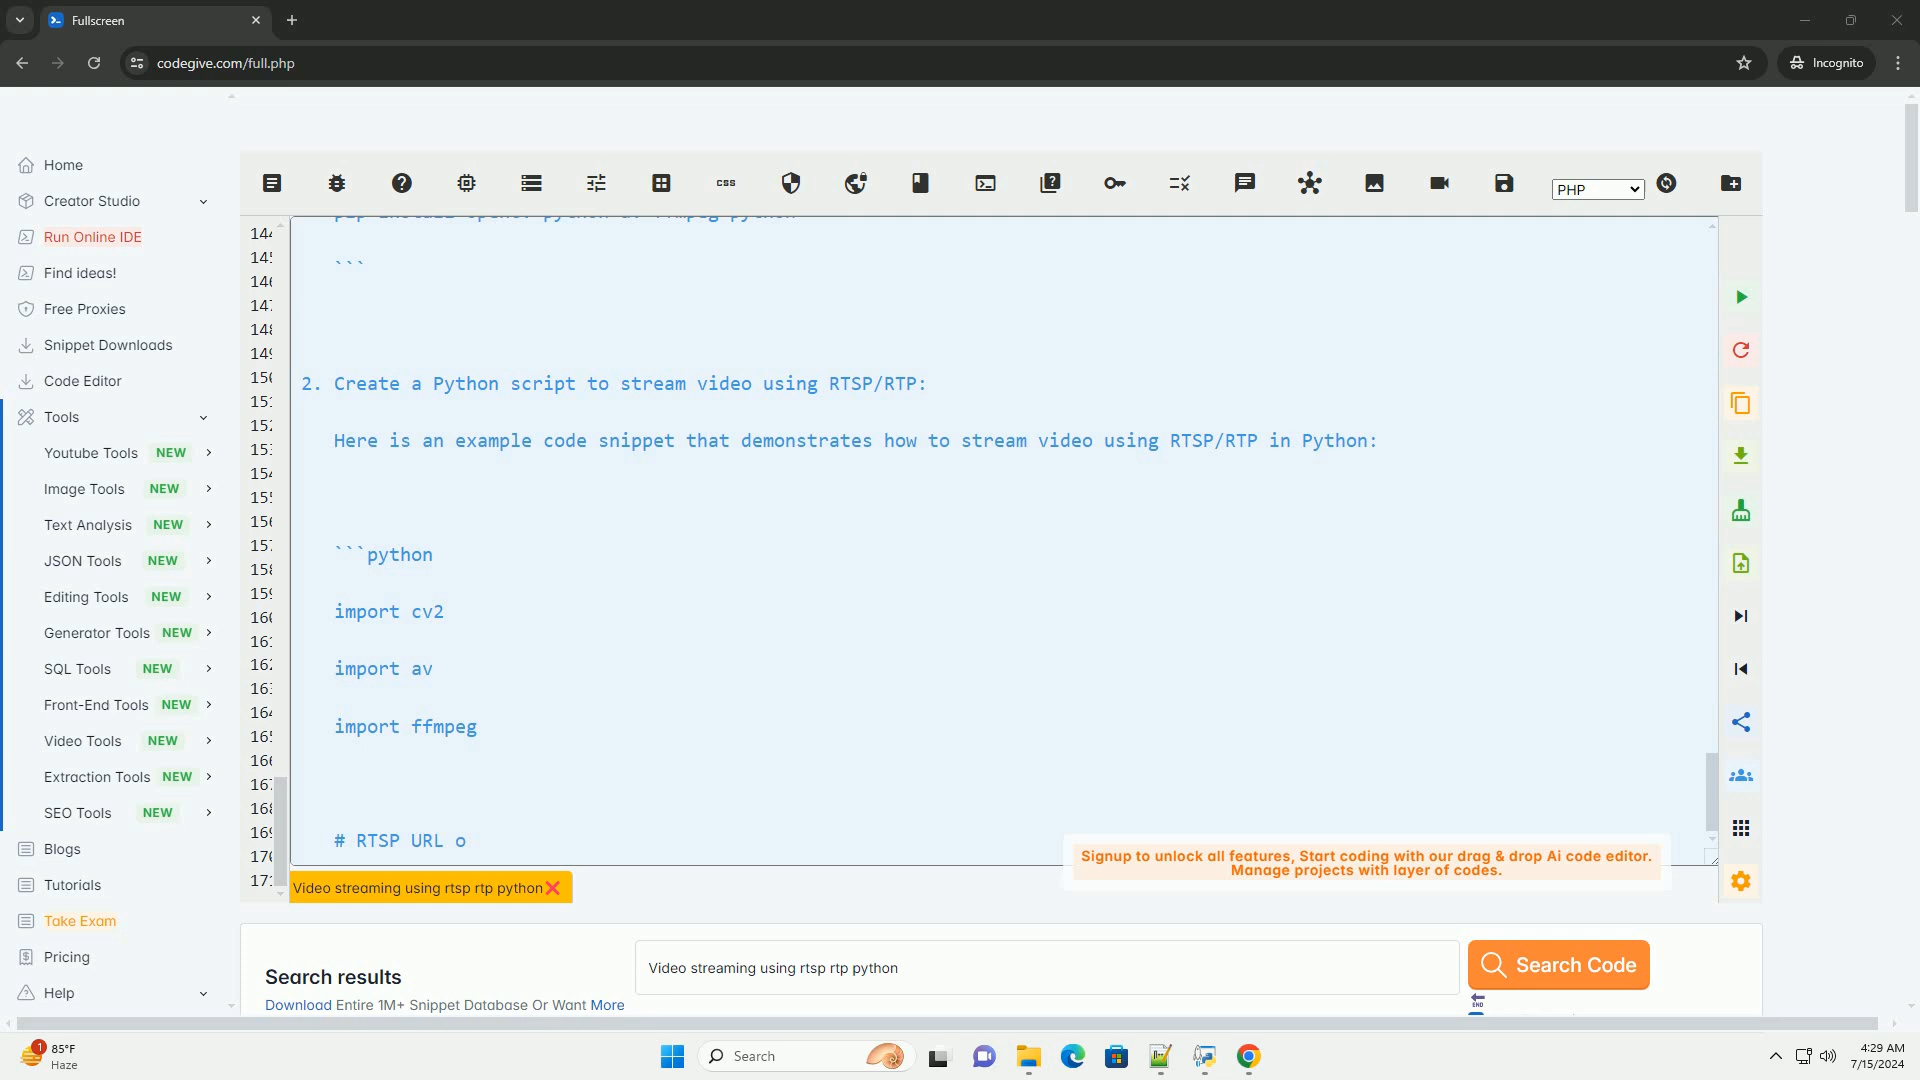 Fullscreen
codegive.com/full.php
Incognito
Home
Creator Studio
Run Online IDE
Find ideas!
Free Proxies
Snippet Downloads
Code Editor
Tools
Youtube Tools NEW
Image Tools NEW
Text Analysis NEW
JSON Tools NEW
Editing Tools NEW
Generator Tools NEW
SQL Tools NEW
Front-End Tools NEW
Video Tools NEW
Extraction Tools NEW
SEO Tools NEW
Blogs
Tutorials
Take Exam
Pricing
Help
css
PHP
```
2. Create a Python script to stream video using RTSP/RTP:
Here is an example code snippet that demonstrates how to stream video using RTSP/RTP in Python:
```python
import cv2
import av
import ffmpeg
# RTSP URL o
Signup to unlock all features, Start coding with our drag & drop Ai code editor.
Manage projects with layer of codes.
Video streaming using rtsp rtp python
Search results
Video streaming using rtsp rtp python
Search Code
Download Entire 1M+ Snippet Database Or Want More
END
1
85°F
Haze
Search
4:29 AM
7/15/2024